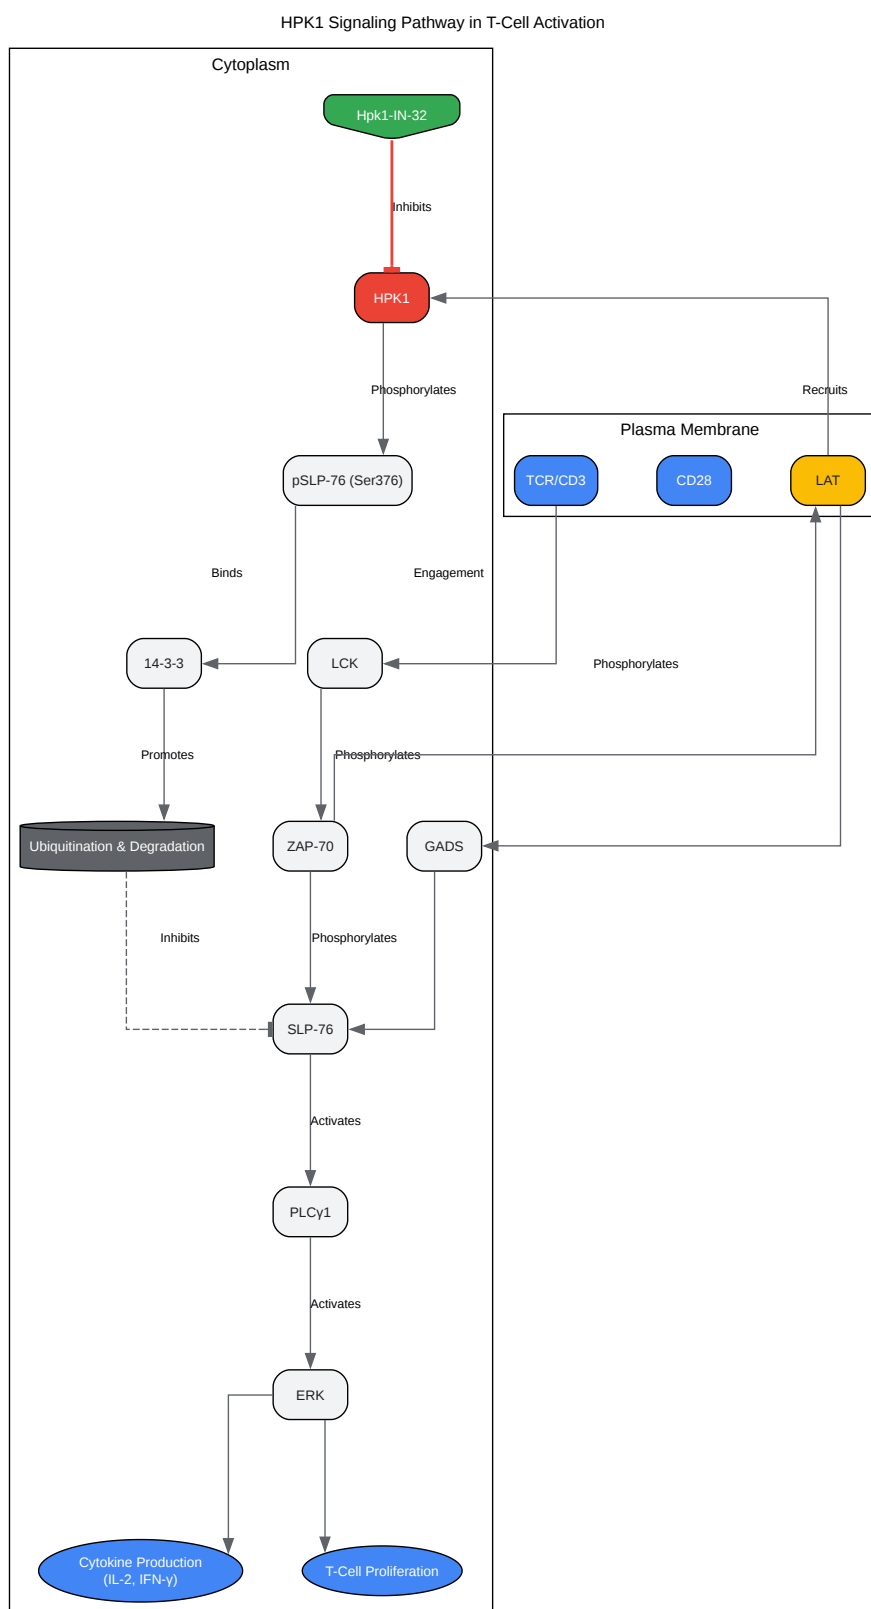 HPK1 Signaling Pathway in T-Cell Activation
Cytoplasm
Hpk1-IN-32
Inhibits
HPK1
Phosphorylates
Recruits
Plasma Membrane
pSLP-76 (Ser376)
TCR/CD3
CD28
LAT
Binds
Engagement
14-3-3
LCK
Phosphorylates
Promotes
Phosphorylates
Ubiquitination & Degradation
ZAP-70
GADS
Inhibits
Phosphorylates
SLP-76
Activates
PLCγ1
Activates
ERK
Cytokine Production
(IL-2, IFN-γ)
T-Cell Proliferation